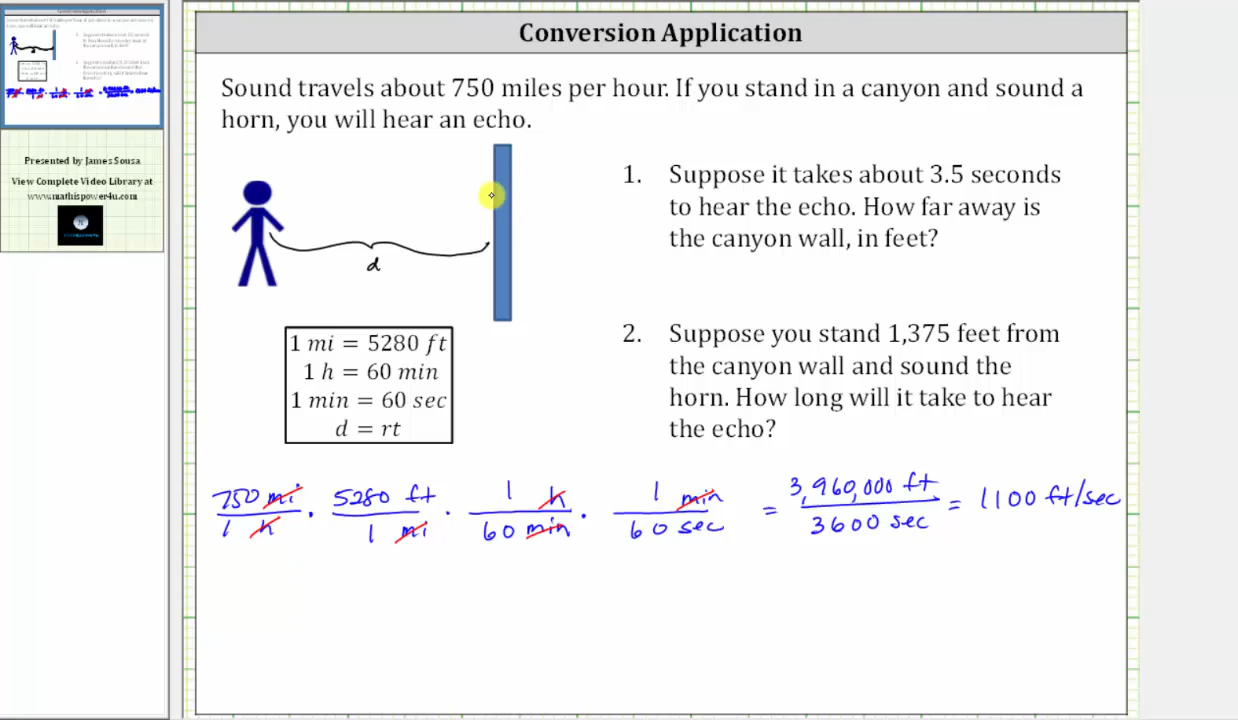 Conversion Application
Sound travels about 750 miles per hour. If you stand in a canyon and sound a
horn, you will hear an echo.
1. Suppose it takes about 3.5 seconds
to hear the echo. How far away is
the canyon wall, in feet?
d
1 mi = 5280 ft
1 h = 60 min
1 min = 60 sec
d = rt
2. Suppose you stand 1,375 feet from
the canyon wall and sound the
horn. How long will it take to hear
the echo?
750 mi / 1 h · 5280 ft / 1 mi · 1 h / 60 min · 1 min / 60 sec = 3,960,000 ft / 3600 sec = 1100 ft/sec
Presented by James Sousa
View Complete Video Library at
www.mathispower4u.com